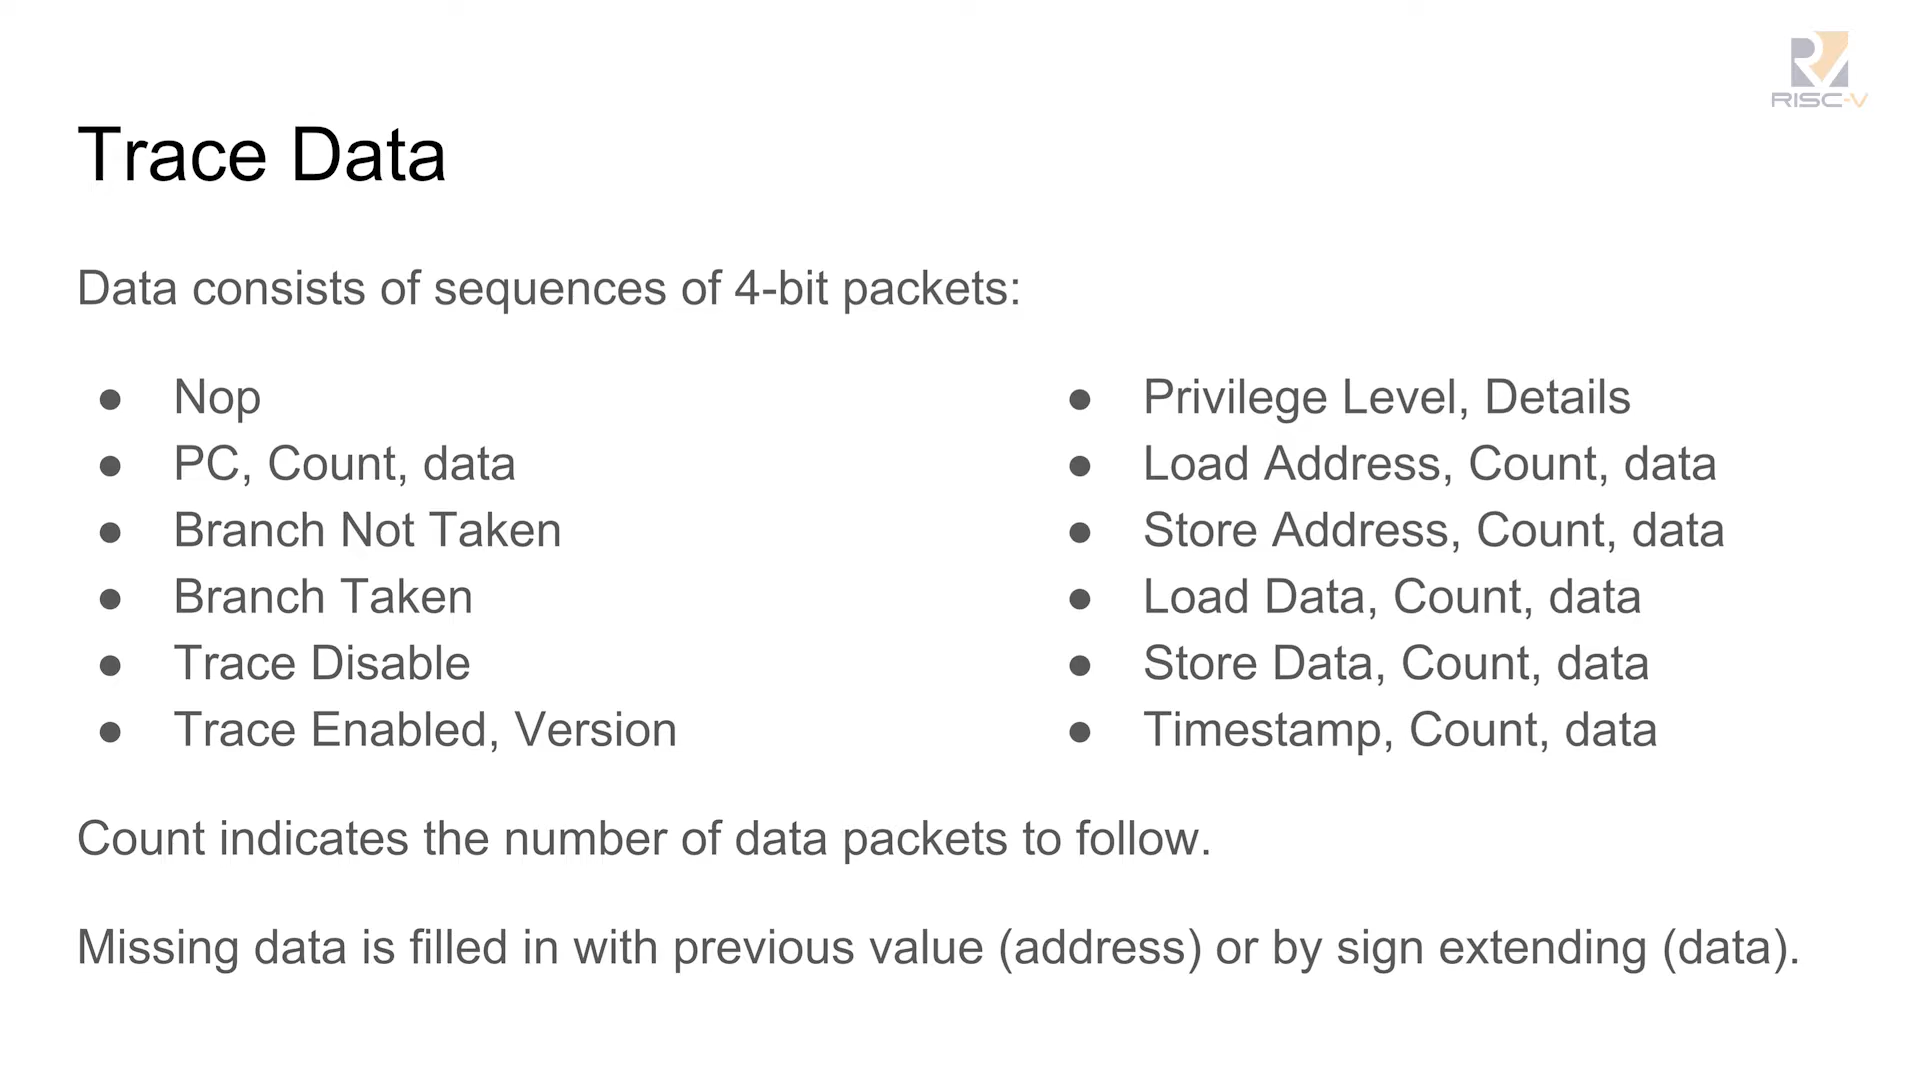 RISC-V
Trace Data
Data consists of sequences of 4-bit packets:
● Nop
● PC, Count, data
● Branch Not Taken
● Branch Taken
● Trace Disable
● Trace Enabled, Version
● Privilege Level, Details
● Load Address, Count, data
● Store Address, Count, data
● Load Data, Count, data
● Store Data, Count, data
● Timestamp, Count, data
Count indicates the number of data packets to follow.
Missing data is filled in with previous value (address) or by sign extending (data).